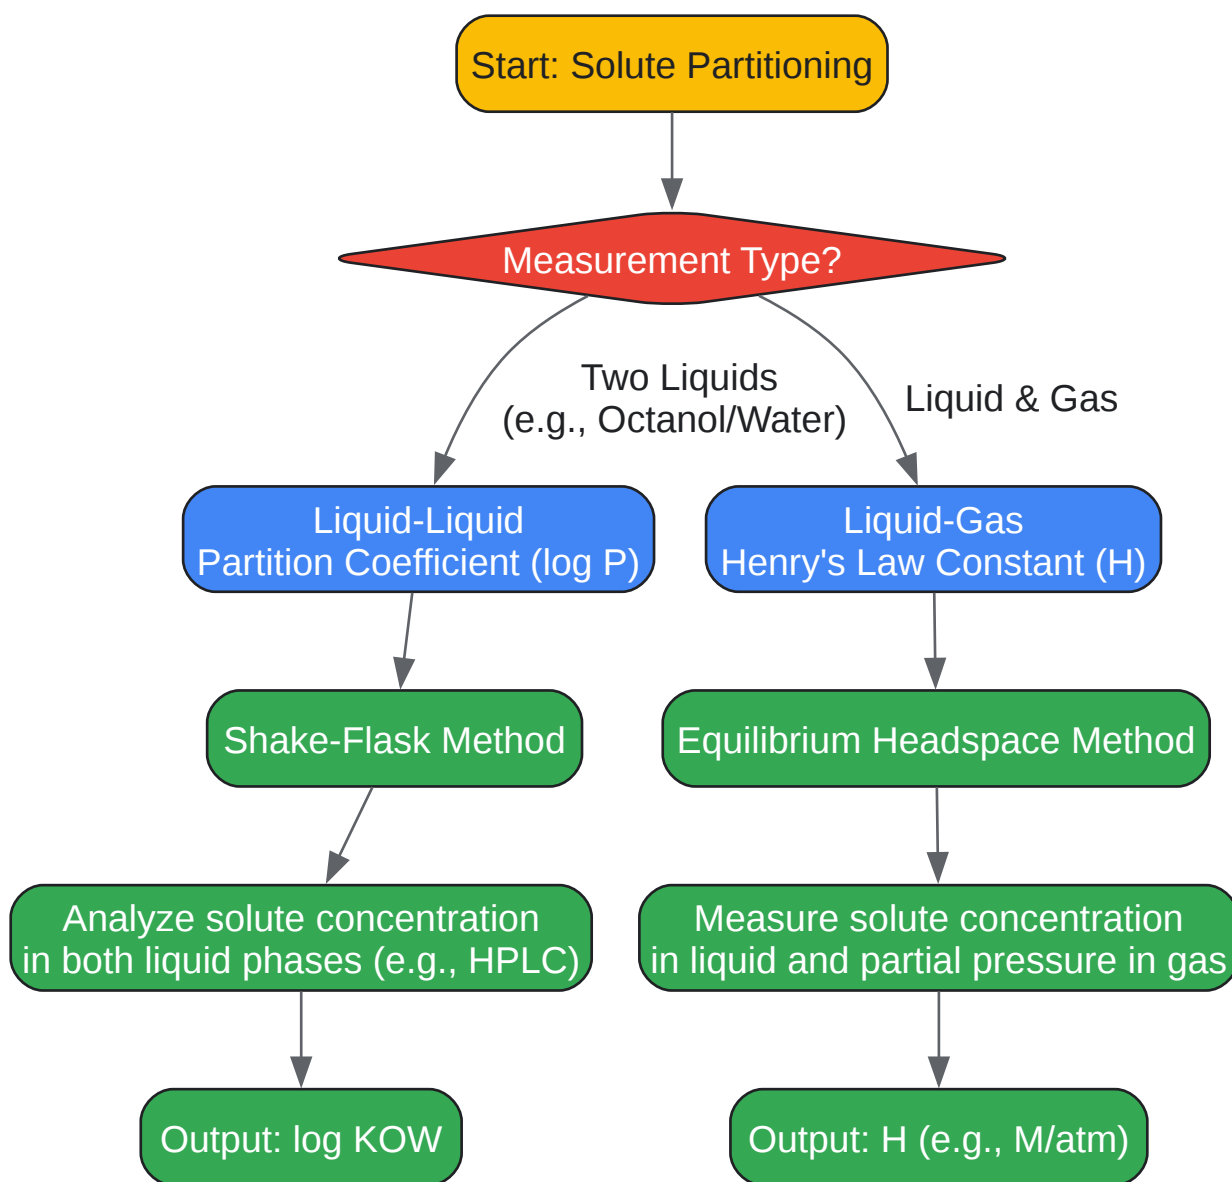 Start: Solute Partitioning
Measurement Type?
Two Liquids
(e.g., Octanol/Water)
Liquid & Gas
Liquid-Liquid
Partition Coefficient (log P)
Liquid-Gas
Henry's Law Constant (H)
Shake-Flask Method
Equilibrium Headspace Method
Analyze solute concentration
in both liquid phases (e.g., HPLC)
Measure solute concentration
in liquid and partial pressure in gas
Output: log KOW
Output: H (e.g., M/atm)